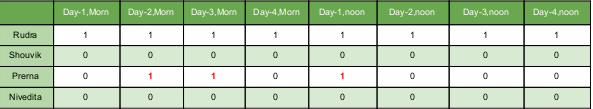 Day-1,Morn Day-2,Morn Day-3,Morn Day-4,Morn Day-1,noon Day-2,noon Day-3,noon Day-4,noon
Rudra 1 1 1 1 1 1 1 1
Shouvik 0 0 0 0 0 0 0 0
Prerna 0 1 1 0 1 0 0 0
Nivedita 0 0 0 0 0 0 0 0